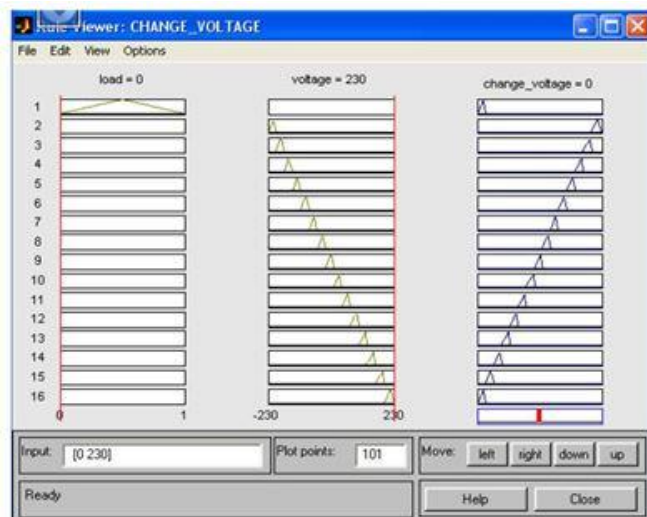 Rule Viewer: CHANGE_VOLTAGE
File Edit View Options
load = 0 voltage = 230 change_voltage = 0
1
2
3
4
5
6
7
8
9
10
11
12
13
14
15
16
0 1 -230 230
Input: [0 230] Plot points: 101 Move: left right down up
Ready Help Close